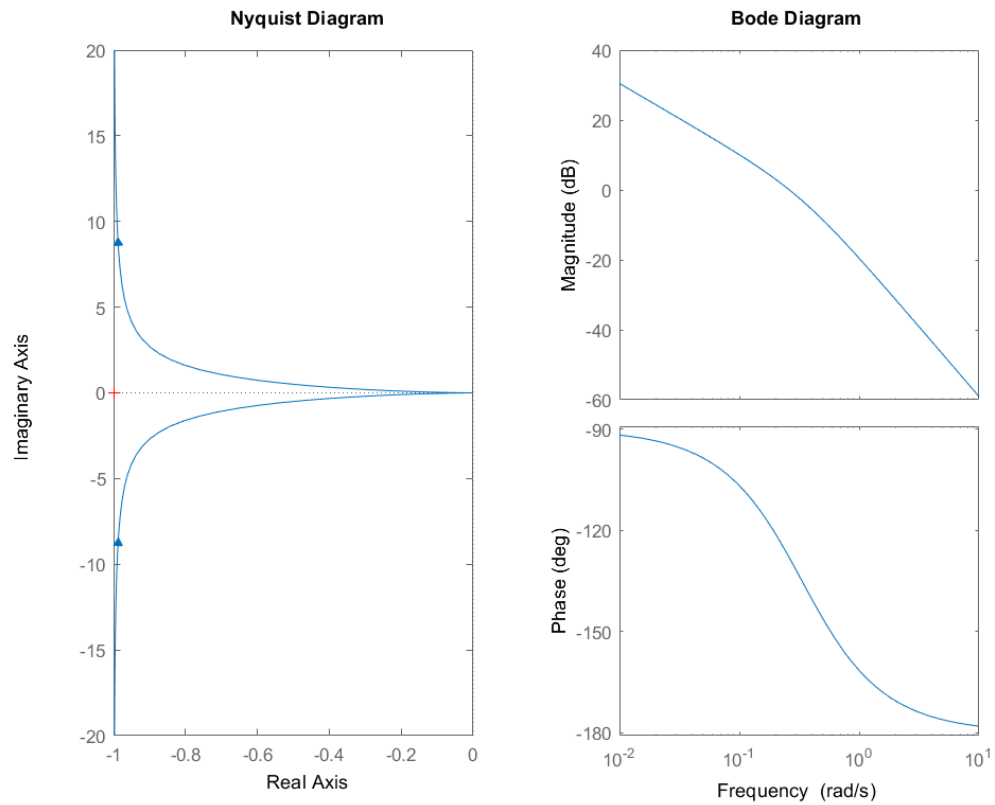 Nyquist Diagram
20
15
10
5
0
-5
-10
-15
-20
Imaginary Axis
-1 -0.8 -0.6 -0.4 -0.2 0
Real Axis
Bode Diagram
40
20
0
-20
-40
-60
Magnitude (dB)
-90
-120
-150
-180
Phase (deg)
10⁻² 10⁻¹ 10⁰ 10¹
Frequency (rad/s)